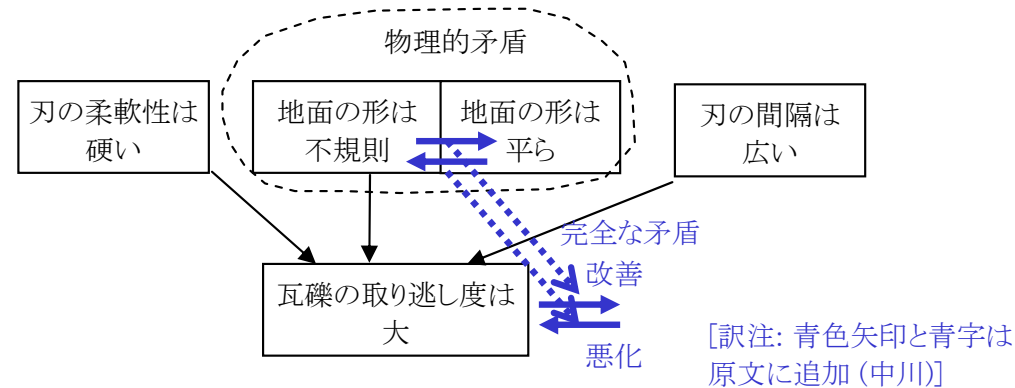 物理的矛盾
刃の柔軟性は
硬い
地面の形は
不規則
地面の形は
平ら
刃の間隔は
広い
完全な矛盾
改善
瓦礫の取り逃し度は
大
悪化
[訳注: 青色矢印と青字は
原文に追加 (中川)]